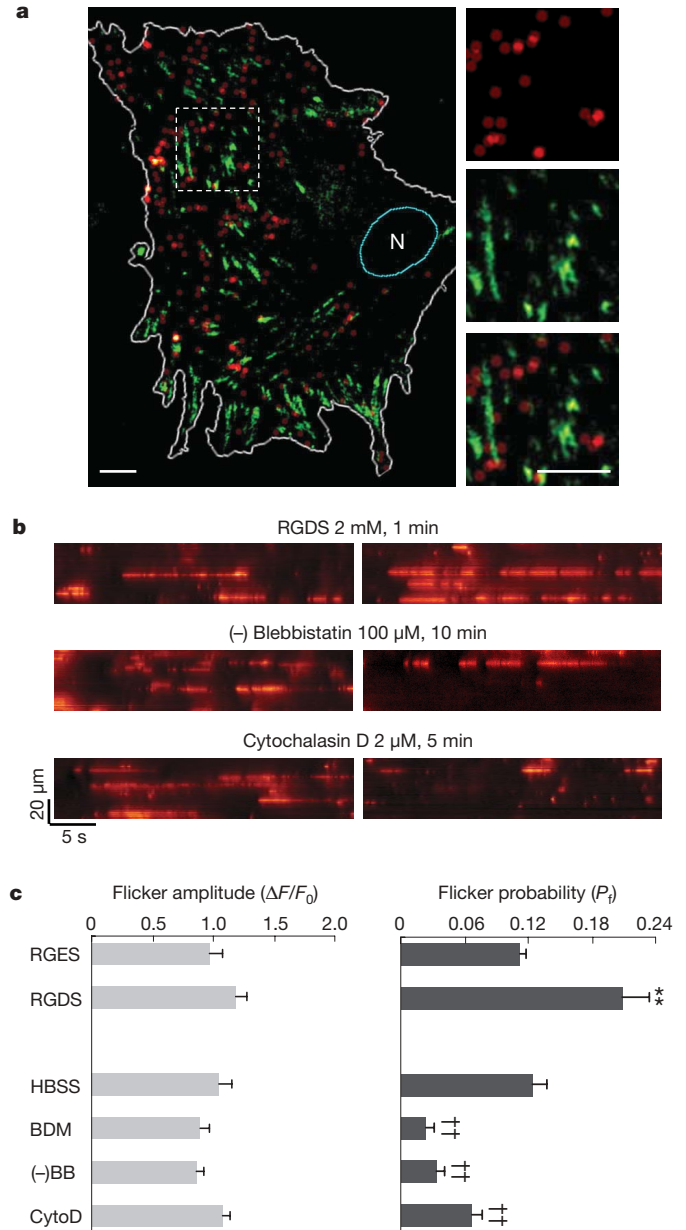 a
N
b
RGDS 2 mM, 1 min
(–) Blebbistatin 100 µM, 10 min
Cytochalasin D 2 µM, 5 min
20 µm
5 s
c
Flicker amplitude (ΔF/F0) Flicker probability (Pf)
0 0.5 1.0 1.5 2.0 0 0.06 0.12 0.18 0.24
RGES
RGDS **
HBSS
BDM ††
(–)BB ††
CytoD ††